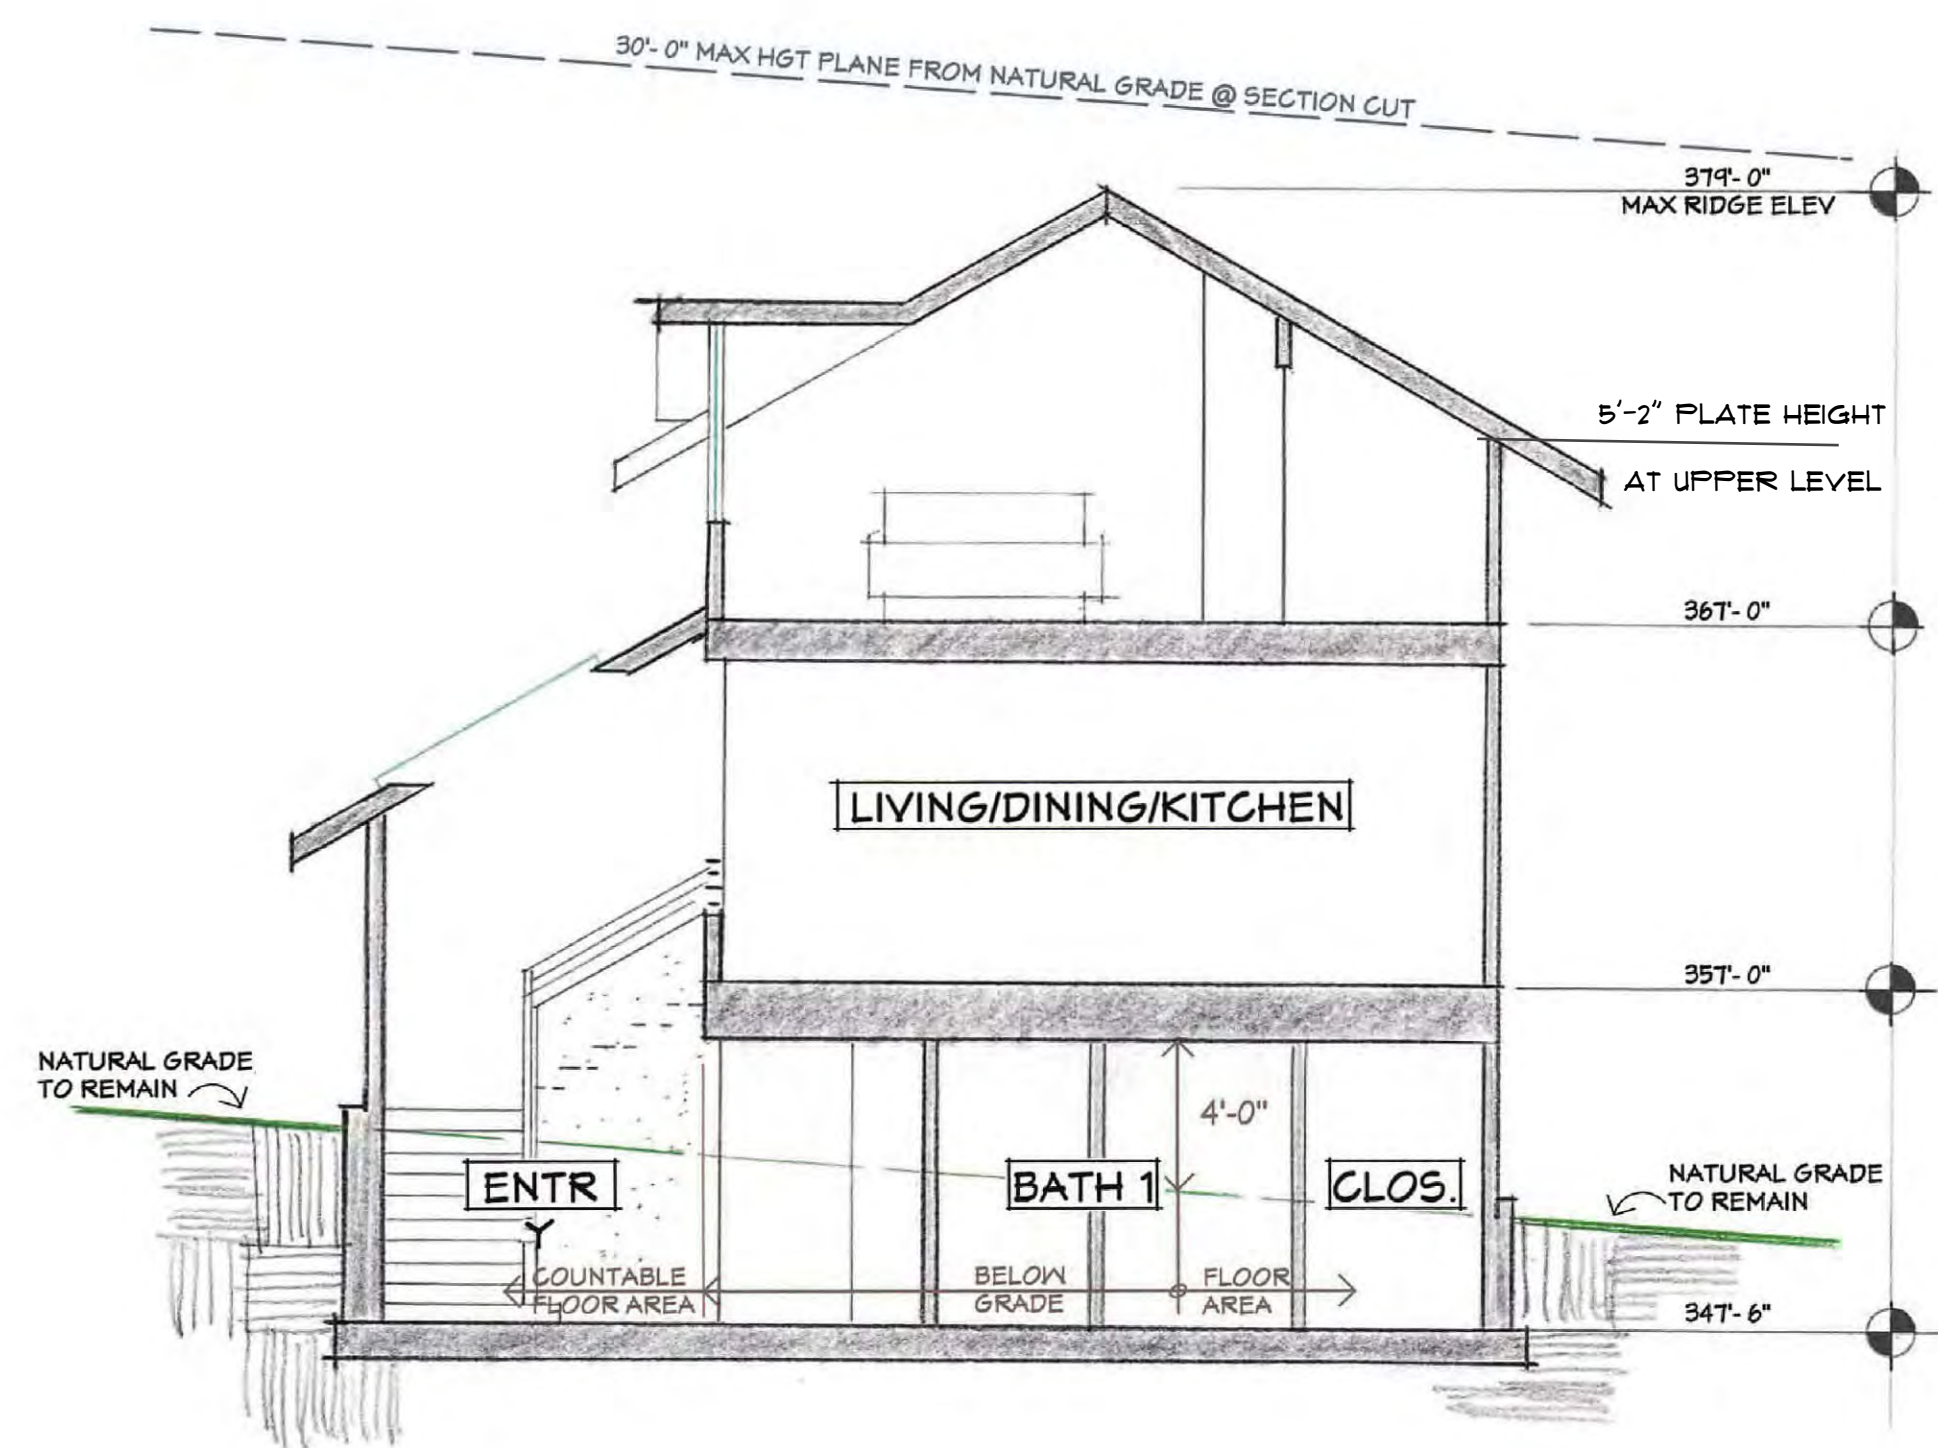 30'-0" MAX HGT PLANE FROM NATURAL GRADE @ SECTION CUT
379'-0"
MAX RIDGE ELEV
5'-2" PLATE HEIGHT
AT UPPER LEVEL
367'-0"
LIVING/DINING/KITCHEN
357'-0"
NATURAL GRADE
TO REMAIN
4'-0"
ENTR
Y
BATH 1
CLOS.
NATURAL GRADE
TO REMAIN
COUNTABLE
FLOOR AREA
BELOW
GRADE
FLOOR
AREA
347'-6"